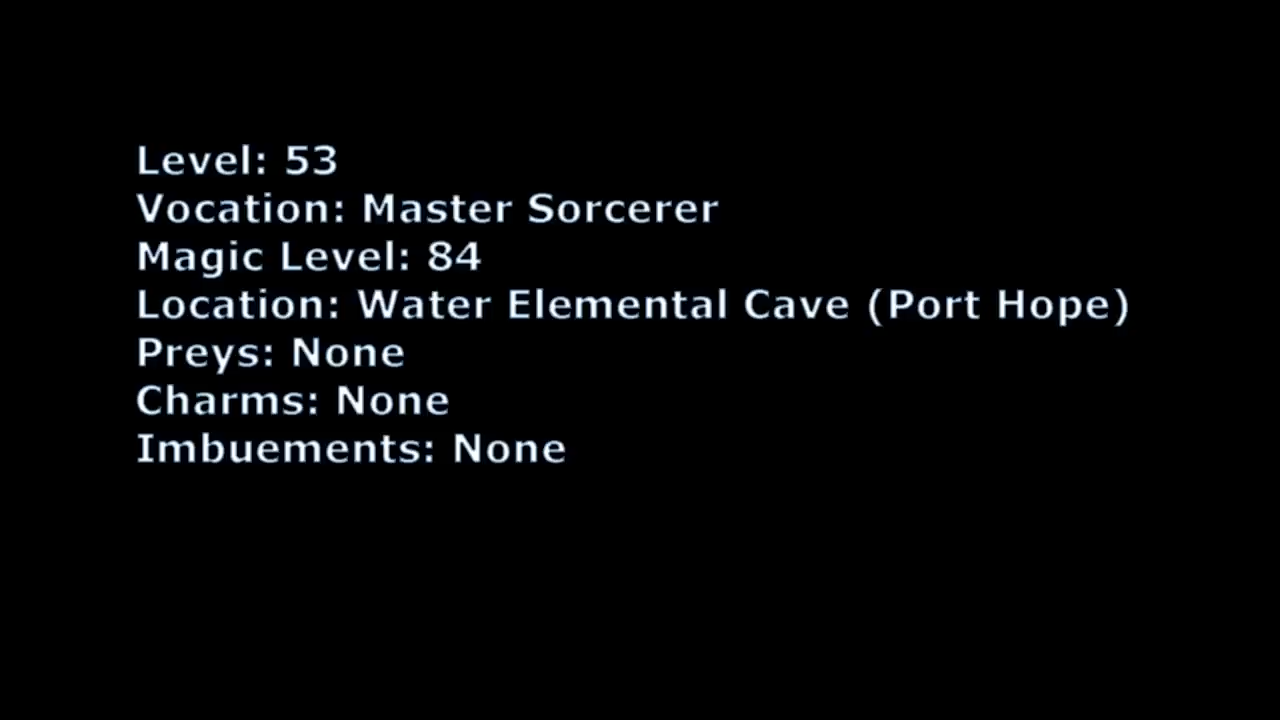 Level: 53
Vocation: Master Sorcerer
Magic Level: 84
Location: Water Elemental Cave (Port Hope)
Preys: None
Charms: None
Imbuements: None